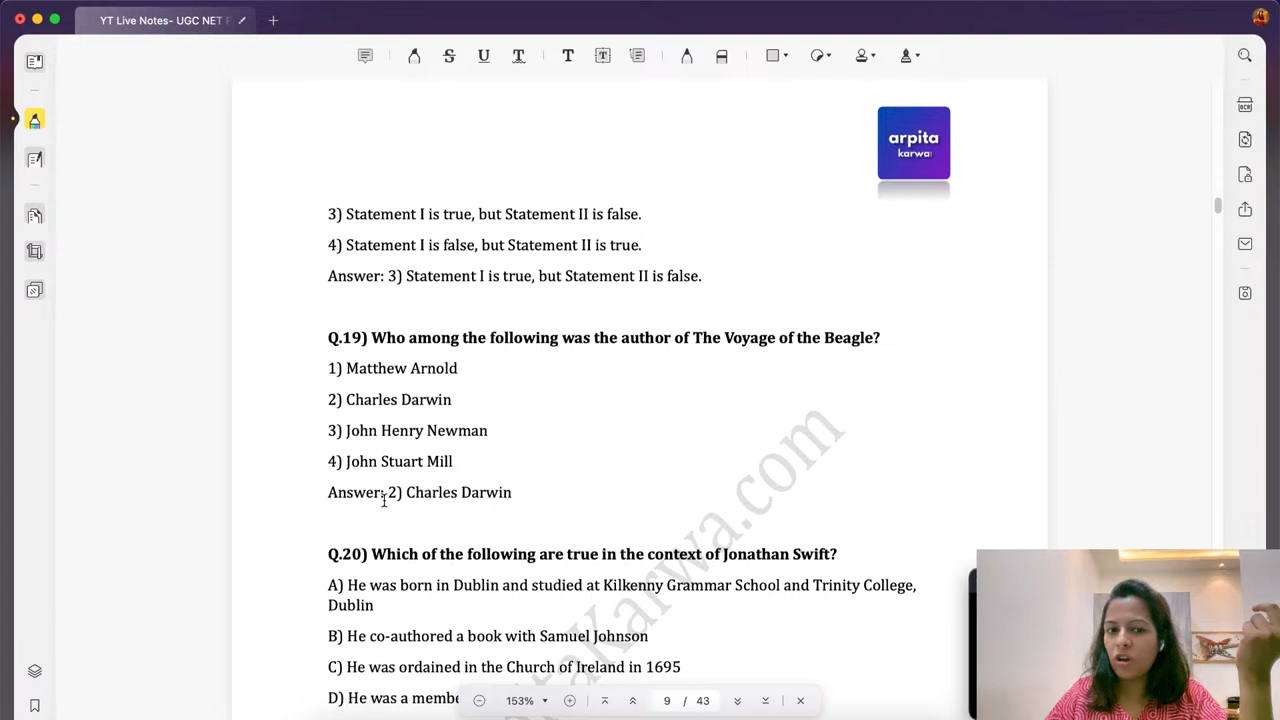 YT Live Notes- UGC NET
arpita
karwa
3) Statement I is true, but Statement II is false.
4) Statement I is false, but Statement II is true.
Answer: 3) Statement I is true, but Statement II is false.
Q.19) Who among the following was the author of The Voyage of the Beagle?
1) Matthew Arnold
2) Charles Darwin
3) John Henry Newman
4) John Stuart Mill
Answer: 2) Charles Darwin
Q.20) Which of the following are true in the context of Jonathan Swift?
A) He was born in Dublin and studied at Kilkenny Grammar School and Trinity College,
Dublin
B) He co-authored a book with Samuel Johnson
C) He was ordained in the Church of Ireland in 1695
D) He was a membe
153%
9 / 43